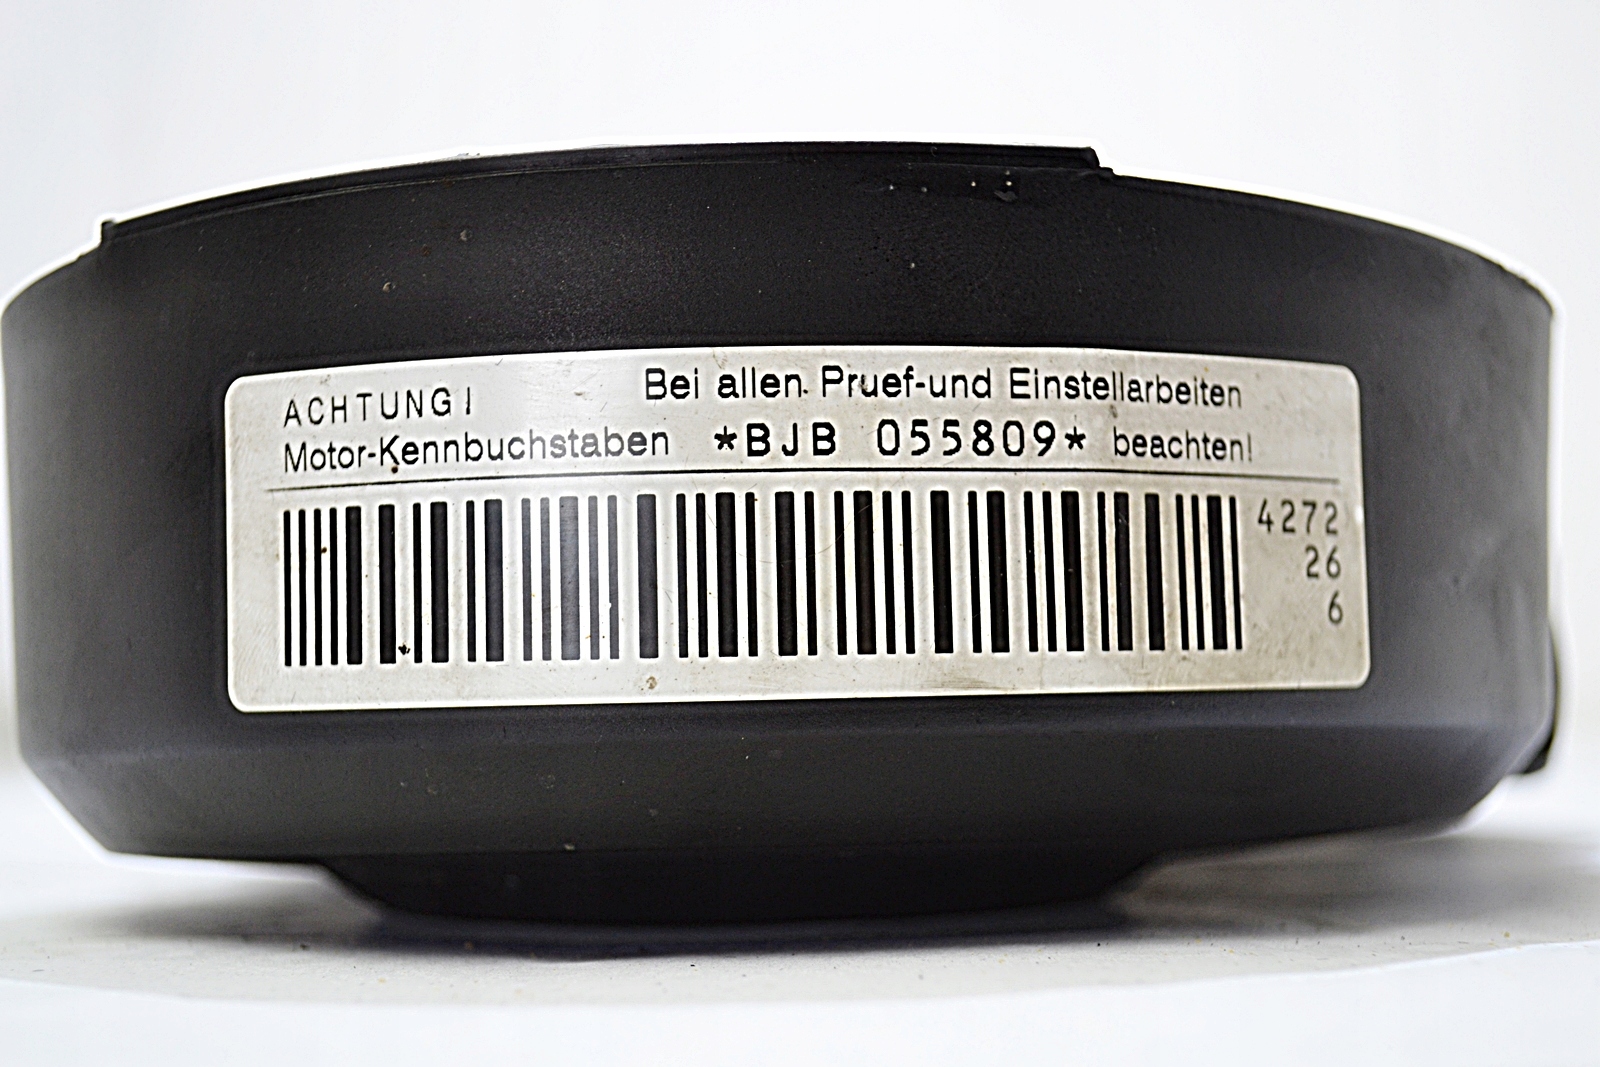 ACHTUNG! Bei allen Pruef-und Einstellarbeiten
Motor-Kennbuchstaben *BJB 055809* beachten!
4272
26
6